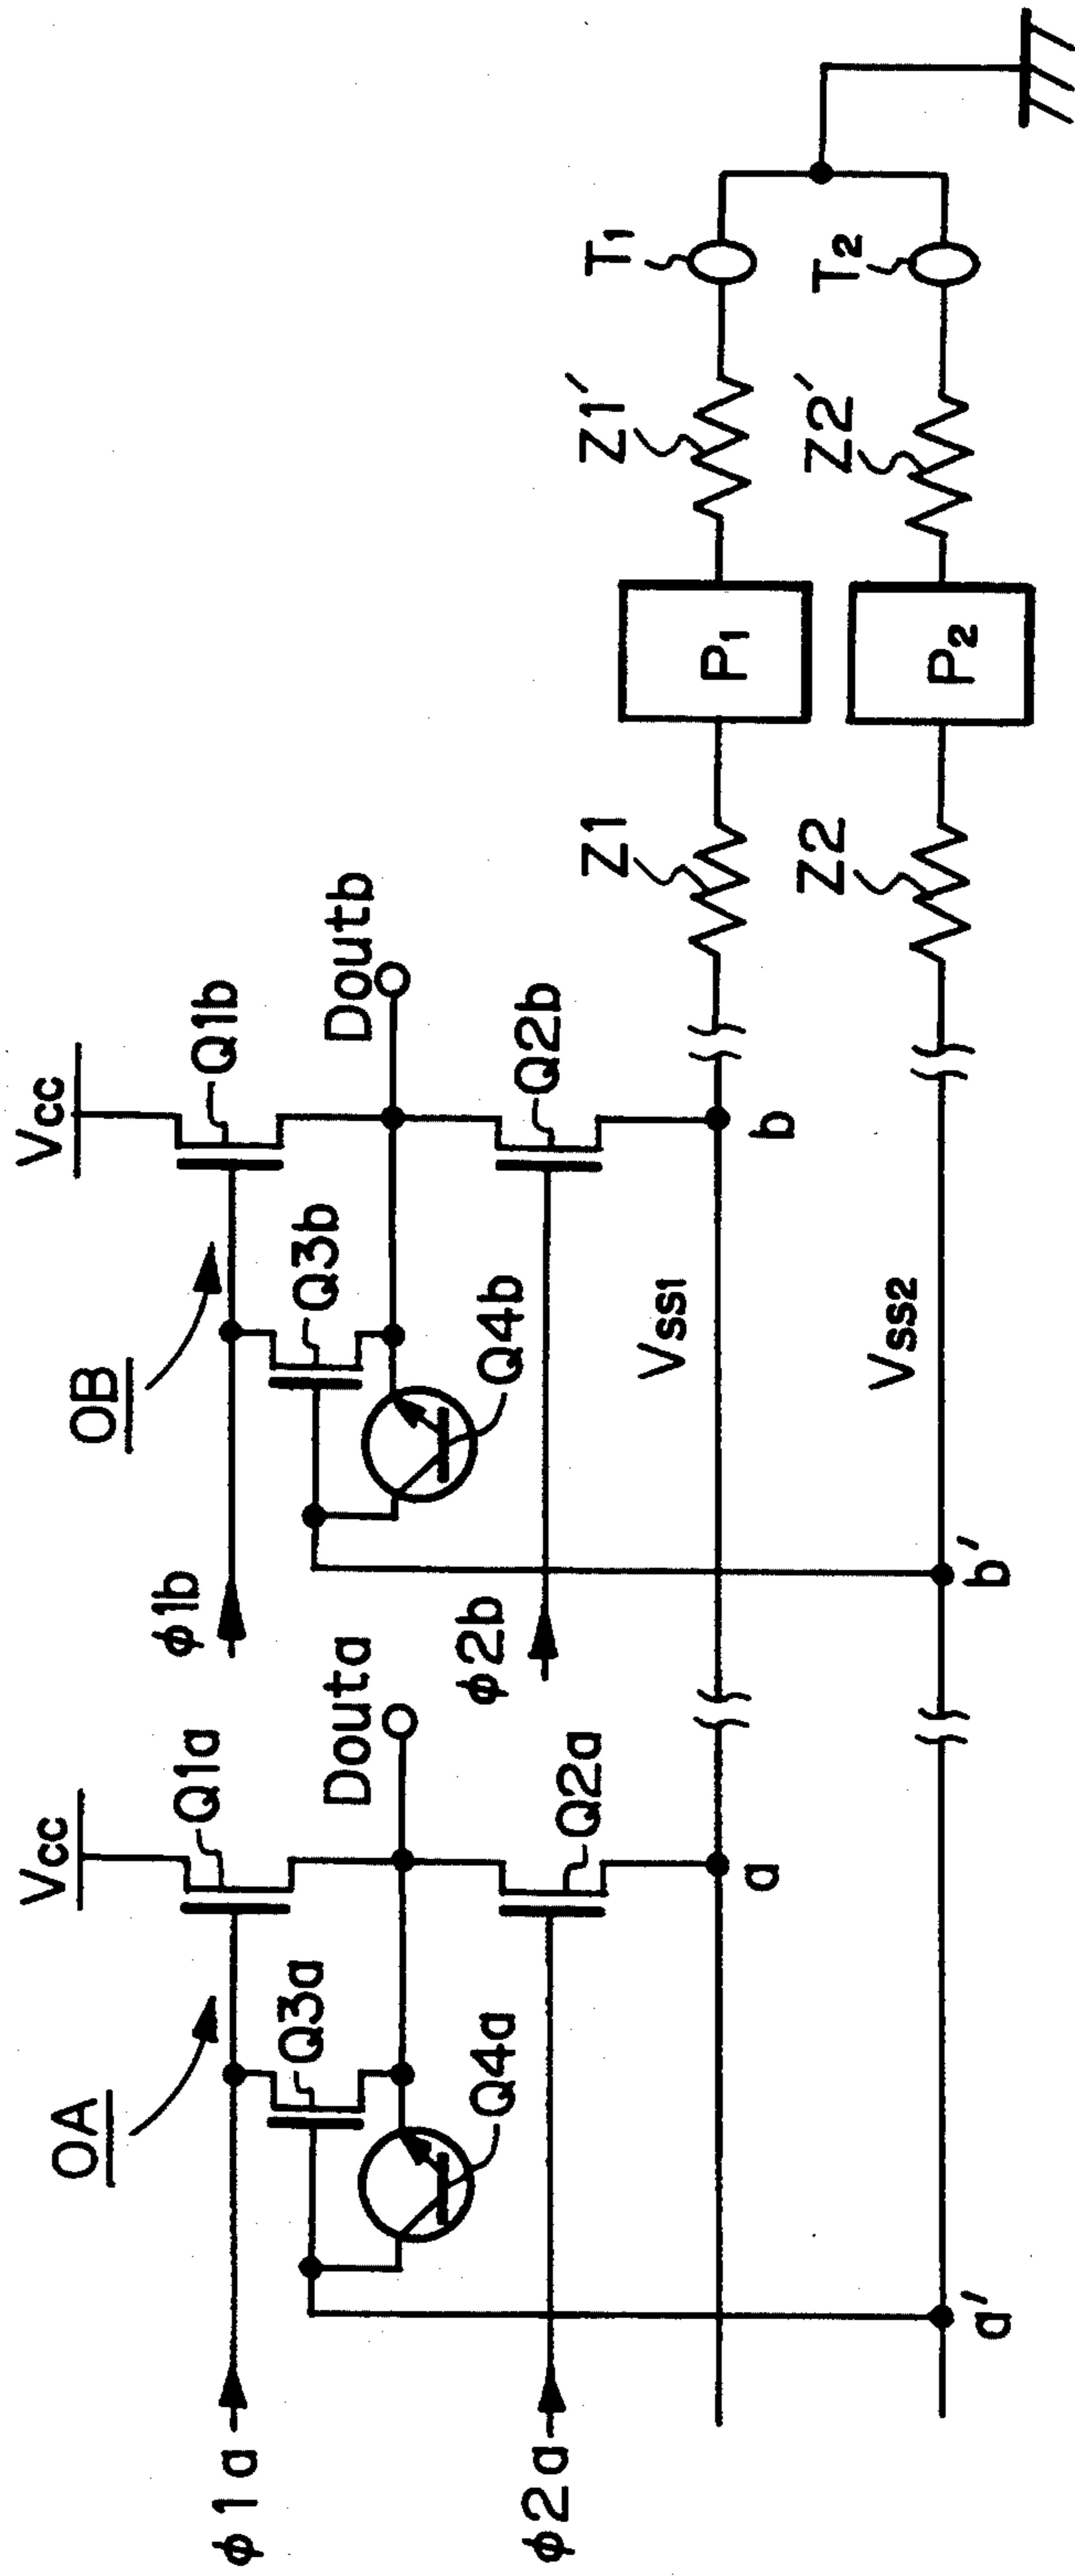 Vcc
Vcc
OA
Q1a
OB
Q1b
φ1a
φ1b
Q3a
Q3b
Douta
Doutb
Q4a
Q4b
φ2a
Q2a
φ2b
Q2b
Z1
Z1'
T1
a
Vss1
b
P1
Z2
Z2'
T2
Vss2
P2
a'
b'